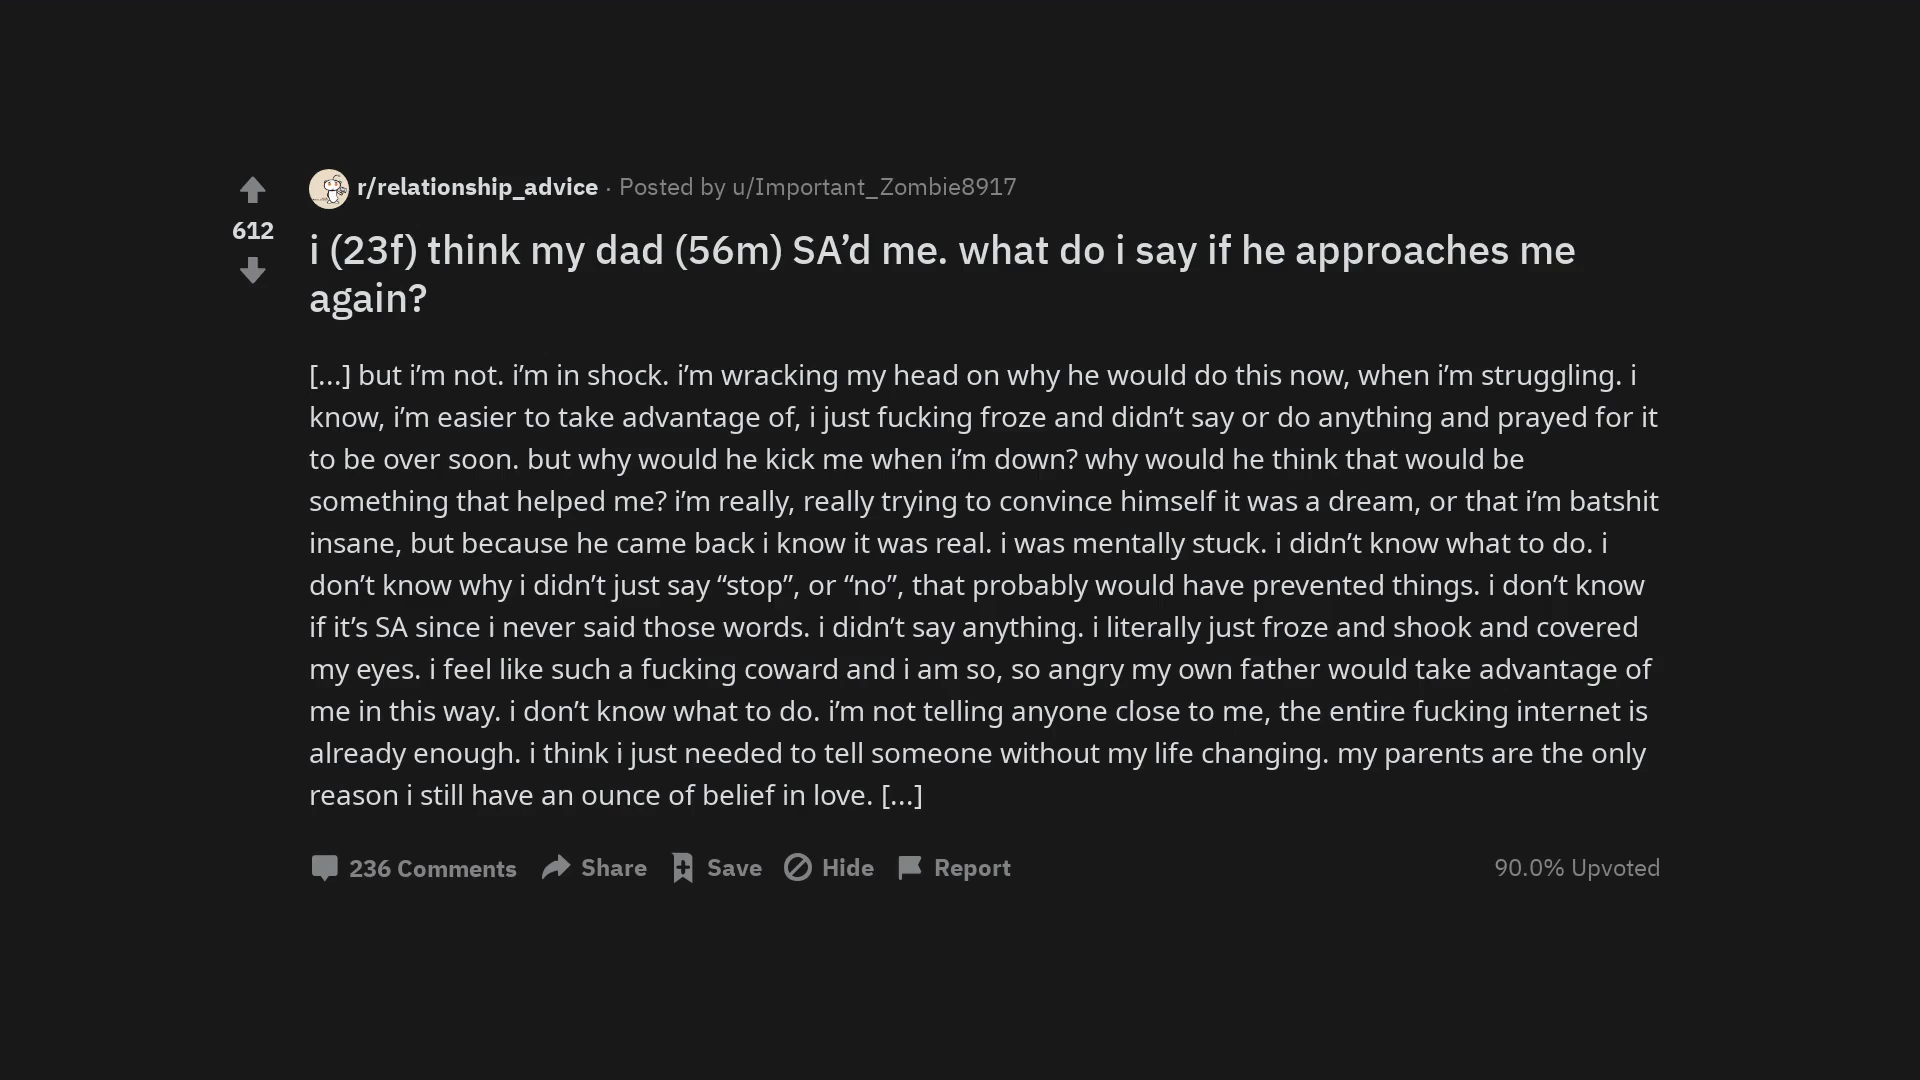 r/relationship_advice · Posted by u/Important_Zombie8917
612
i (23f) think my dad (56m) SA’d me. what do i say if he approaches me
again?
[...] but i’m not. i’m in shock. i’m wracking my head on why he would do this now, when i’m struggling. i
know, i’m easier to take advantage of, i just fucking froze and didn’t say or do anything and prayed for it
to be over soon. but why would he kick me when i’m down? why would he think that would be
something that helped me? i’m really, really trying to convince himself it was a dream, or that i’m batshit
insane, but because he came back i know it was real. i was mentally stuck. i didn’t know what to do. i
don’t know why i didn’t just say “stop”, or “no”, that probably would have prevented things. i don’t know
if it’s SA since i never said those words. i didn’t say anything. i literally just froze and shook and covered
my eyes. i feel like such a fucking coward and i am so, so angry my own father would take advantage of
me in this way. i don’t know what to do. i’m not telling anyone close to me, the entire fucking internet is
already enough. i think i just needed to tell someone without my life changing. my parents are the only
reason i still have an ounce of belief in love. [...]
236 Comments Share Save Hide Report 90.0% Upvoted